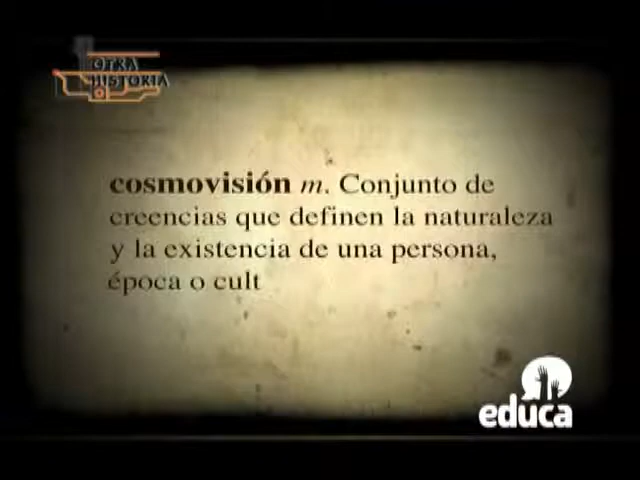 OTRA
HISTORIA
cosmovisión m. Conjunto de
creencias que definen la naturaleza
y la existencia de una persona,
época o cult
educa